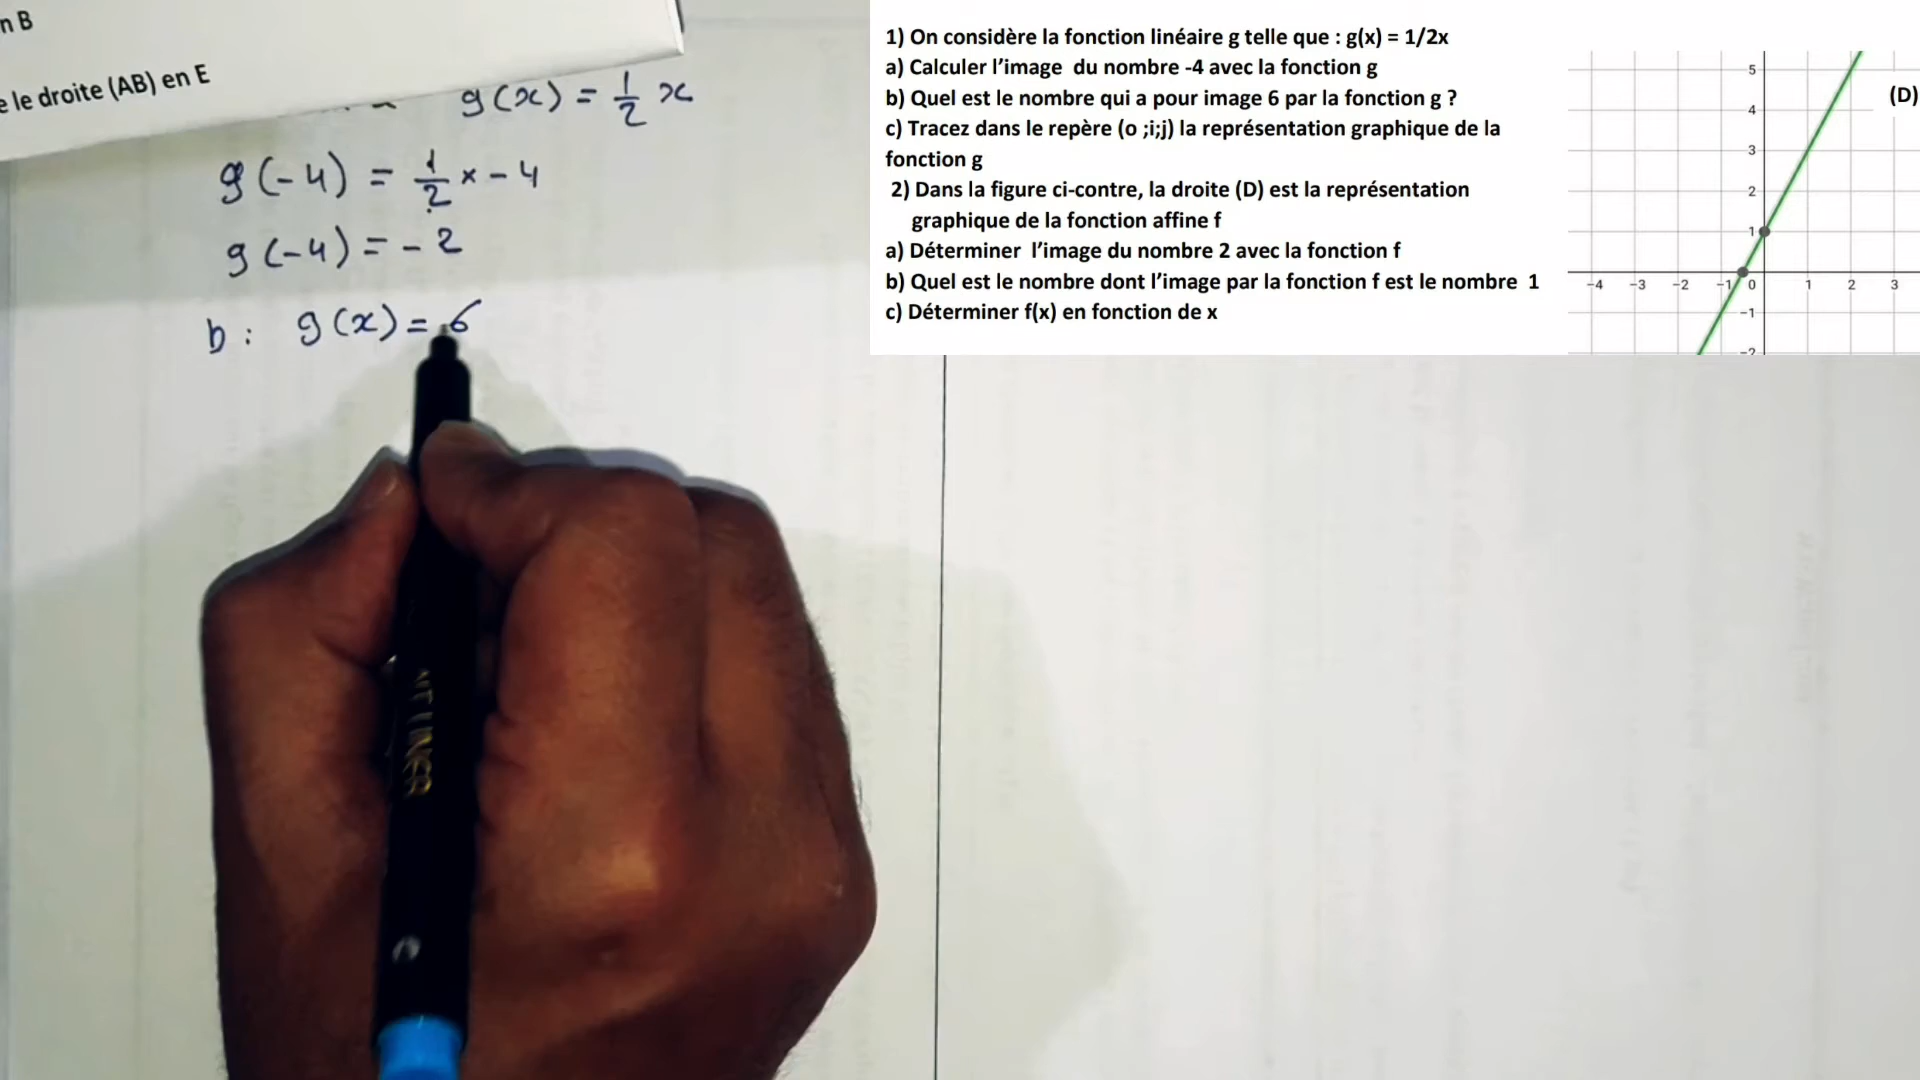 n B
e le droite (AB) en E
g(x) = 1/2 x
g(-4) = 1/2 x - 4
g(-4) = - 2
b : g(x) = 6
1) On considère la fonction linéaire g telle que : g(x) = 1/2x
a) Calculer l’image du nombre -4 avec la fonction g
b) Quel est le nombre qui a pour image 6 par la fonction g ?
c) Tracez dans le repère (o ;i;j) la représentation graphique de la
fonction g
2) Dans la figure ci-contre, la droite (D) est la représentation
graphique de la fonction affine f
a) Déterminer l’image du nombre 2 avec la fonction f
b) Quel est le nombre dont l’image par la fonction f est le nombre 1
c) Déterminer f(x) en fonction de x
(D)
5
4
3
2
1
−4 −3 −2 −1 0 1 2 3
−1
−2